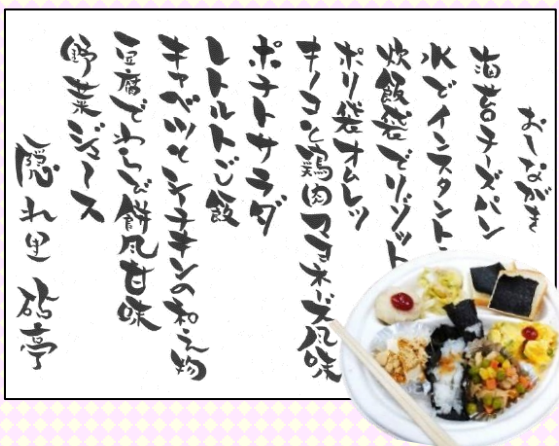 おしながき
海苔チーズパン
水でインスタント
炊飯袋でリゾット
ポリ袋オムレツ
キノコと鶏肉マヨネーズ風味
ポテトサラダ
レトルトご飯
キャベツとシーチキンの和え物
豆腐でわらび餅風甘味
野菜ジュース
隠れ里 砧亭